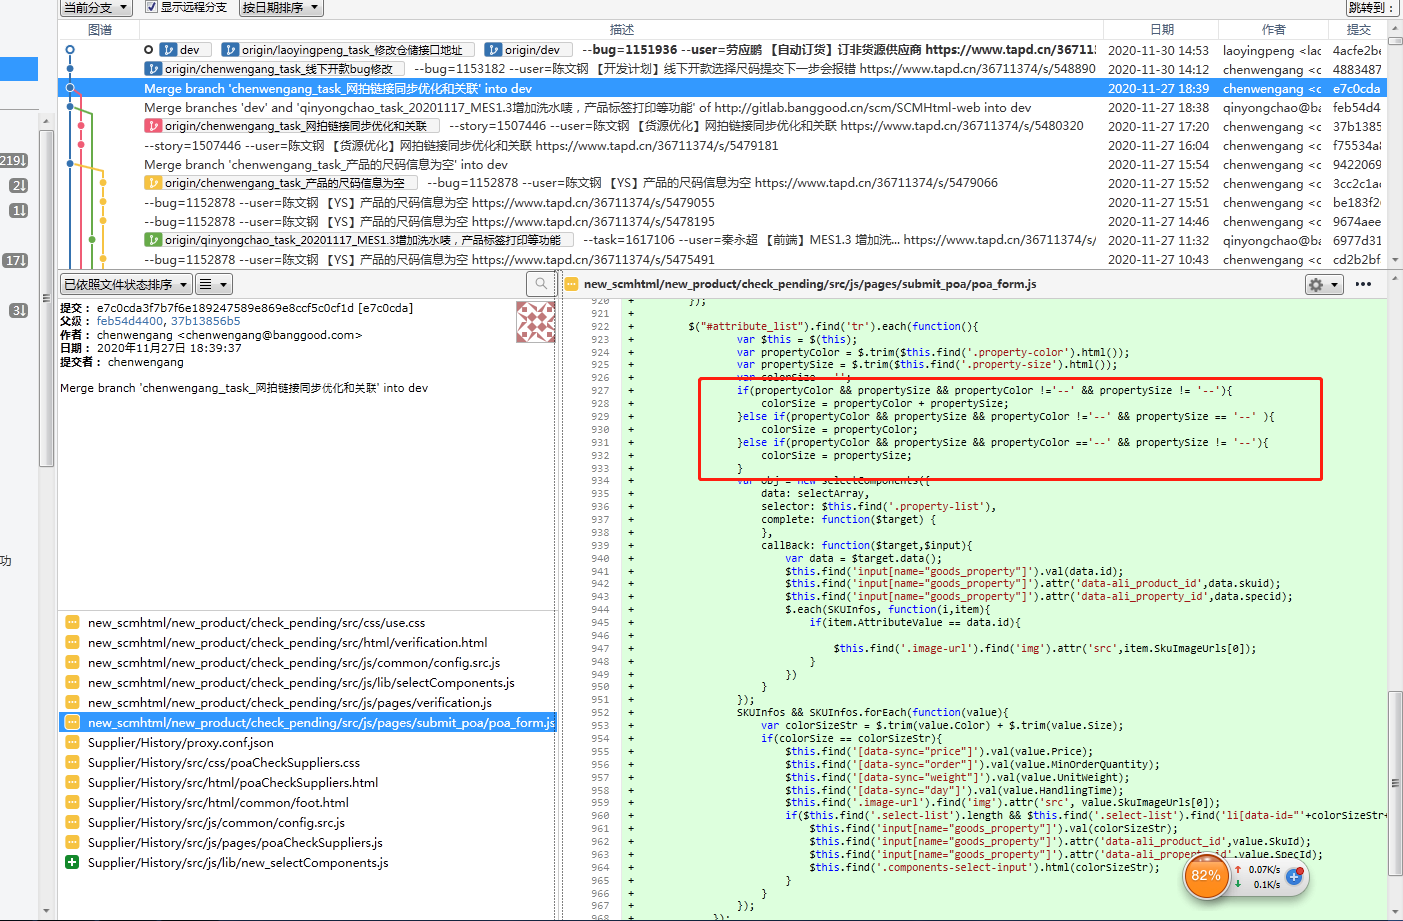 当前分支
显示远程分支
按日期排序
跳转到：
图谱
描述
日期
作者
提交
dev
origin/laoyingpeng_task_修改仓储接口地址
origin/dev
--bug=1151936 --user=劳应鹏 【自动订货】订非货源供应商 https://www.tapd.cn/36711
2020-11-30 14:53
laoyingpeng <lac
4acfe2be
origin/chenwengang_task_线下开款bug修改
--bug=1153182 --user=陈文钢 【开发计划】线下开款选择尺码提交下一步会报错 https://www.tapd.cn/36711374/s/548890
2020-11-30 14:12
chenwengang <c
4883487
Merge branch 'chenwengang_task_网拍链接同步优化和关联' into dev
2020-11-27 18:39
chenwengang <c
e7c0cda
Merge branches 'dev' and 'qinyongchao_task_20201117_MES1.3增加洗水唛，产品标签打印等功能' of http://gitlab.banggood.cn/scm/SCMHtml-web into dev
2020-11-27 18:38
qinyongchao@ba
feb54d4
origin/chenwengang_task_网拍链接同步优化和关联
--story=1507446 --user=陈文钢 【货源优化】网拍链接同步优化和关联 https://www.tapd.cn/36711374/s/5480320
2020-11-27 17:20
chenwengang <c
37b1385
--story=1507446 --user=陈文钢 【货源优化】网拍链接同步优化和关联 https://www.tapd.cn/36711374/s/5479181
2020-11-27 16:04
chenwengang <c
f75534a8
Merge branch 'chenwengang_task_产品的尺码信息为空' into dev
2020-11-27 15:54
chenwengang <c
9422069
origin/chenwengang_task_产品的尺码信息为空
--bug=1152878 --user=陈文钢 【YS】产品的尺码信息为空 https://www.tapd.cn/36711374/s/5479066
2020-11-27 15:52
chenwengang <c
3cc2c1ac
--bug=1152878 --user=陈文钢 【YS】产品的尺码信息为空 https://www.tapd.cn/36711374/s/5479055
2020-11-27 15:51
chenwengang <c
be183f2
--bug=1152878 --user=陈文钢 【YS】产品的尺码信息为空 https://www.tapd.cn/36711374/s/5478195
2020-11-27 14:46
chenwengang <c
9674aee
origin/qinyongchao_task_20201117_MES1.3增加洗水唛，产品标签打印等功能
--task=1617106 --user=秦永超 【前端】MES1.3 增加洗... https://www.tapd.cn/36711374/s/
2020-11-27 11:32
qinyongchao@ba
6977d31
--bug=1152878 --user=陈文钢 【YS】产品的尺码信息为空 https://www.tapd.cn/36711374/s/5475491
2020-11-27 10:43
chenwengang <c
cd2b2bf
219↓
2↓
1↓
17↓
3↓
功
已依照文件状态排序
提交： e7c0cda3f7b7f6e189247589e869e8ccf5c0cf1d [e7c0cda]
父级： feb54d4400, 37b13856b5
作者： chenwengang <chenwengang@banggood.com>
日期： 2020年11月27日 18:39:37
提交者： chenwengang
Merge branch 'chenwengang_task_网拍链接同步优化和关联' into dev
new_scmhtml/new_product/check_pending/src/css/use.css
new_scmhtml/new_product/check_pending/src/html/verification.html
new_scmhtml/new_product/check_pending/src/js/common/config.src.js
new_scmhtml/new_product/check_pending/src/js/lib/selectComponents.js
new_scmhtml/new_product/check_pending/src/js/pages/verification.js
new_scmhtml/new_product/check_pending/src/js/pages/submit_poa/poa_form.js
Supplier/History/proxy.conf.json
Supplier/History/src/css/poaCheckSuppliers.css
Supplier/History/src/html/poaCheckSuppliers.html
Supplier/History/src/html/common/foot.html
Supplier/History/src/js/common/config.src.js
Supplier/History/src/js/pages/poaCheckSuppliers.js
Supplier/History/src/js/lib/new_selectComponents.js
new_scmhtml/new_product/check_pending/src/js/pages/submit_poa/poa_form.js
920 + });
921 +
922 + $("#attribute_list").find('tr').each(function(){
923 + var $this = $(this);
924 + var propertyColor = $.trim($this.find('.property-color').html());
925 + var propertySize = $.trim($this.find('.property-size').html());
926 + var colorSize = '';
927 + if(propertyColor && propertySize && propertyColor !='--' && propertySize != '--'){
928 + colorSize = propertyColor + propertySize;
929 + }else if(propertyColor && propertySize && propertyColor !='--' && propertySize == '--' ){
930 + colorSize = propertyColor;
931 + }else if(propertyColor && propertySize && propertyColor =='--' && propertySize != '--'){
932 + colorSize = propertySize;
933 + }
934 + var obj = new selectComponents({
935 + data: selectArray,
936 + selector: $this.find('.property-list'),
937 + complete: function($target) {
938 + },
939 + callBack: function($target,$input){
940 + var data = $target.data();
941 + $this.find('input[name="goods_property"]').val(data.id);
942 + $this.find('input[name="goods_property"]').attr('data-ali_product_id',data.skuid);
943 + $this.find('input[name="goods_property"]').attr('data-ali_property_id',data.specid);
944 + $.each(SKUInfos, function(i,item){
945 + if(item.AttributeValue == data.id){
946 +
947 + $this.find('.image-url').find('img').attr('src',item.SkuImageUrls[0]);
948 + }
949 + })
950 + }
951 + });
952 + SKUInfos && SKUInfos.forEach(function(value){
953 + var colorSizeStr = $.trim(value.Color) + $.trim(value.Size);
954 + if(colorSize == colorSizeStr){
955 + $this.find('[data-sync="price"]').val(value.Price);
956 + $this.find('[data-sync="order"]').val(value.MinOrderQuantity);
957 + $this.find('[data-sync="weight"]').val(value.UnitWeight);
958 + $this.find('[data-sync="day"]').val(value.HandlingTime);
959 + $this.find('.image-url').find('img').attr('src', value.SkuImageUrls[0]);
960 + if($this.find('.select-list').length && $this.find('.select-list').find('li[data-id="'+colorSizeStr+
961 + $this.find('input[name="goods_property"]').val(colorSizeStr);
962 + $this.find('input[name="goods_property"]').attr('data-ali_product_id',value.SkuId);
963 + $this.find('input[name="goods_property"]').attr('data-ali_proper id',value.SpecId);
964 + $this.find('.components-select-input').html(colorSizeStr);
965 + }
966 + }
967 + });
968 + });
82%
0.07K/s
0.1K/s